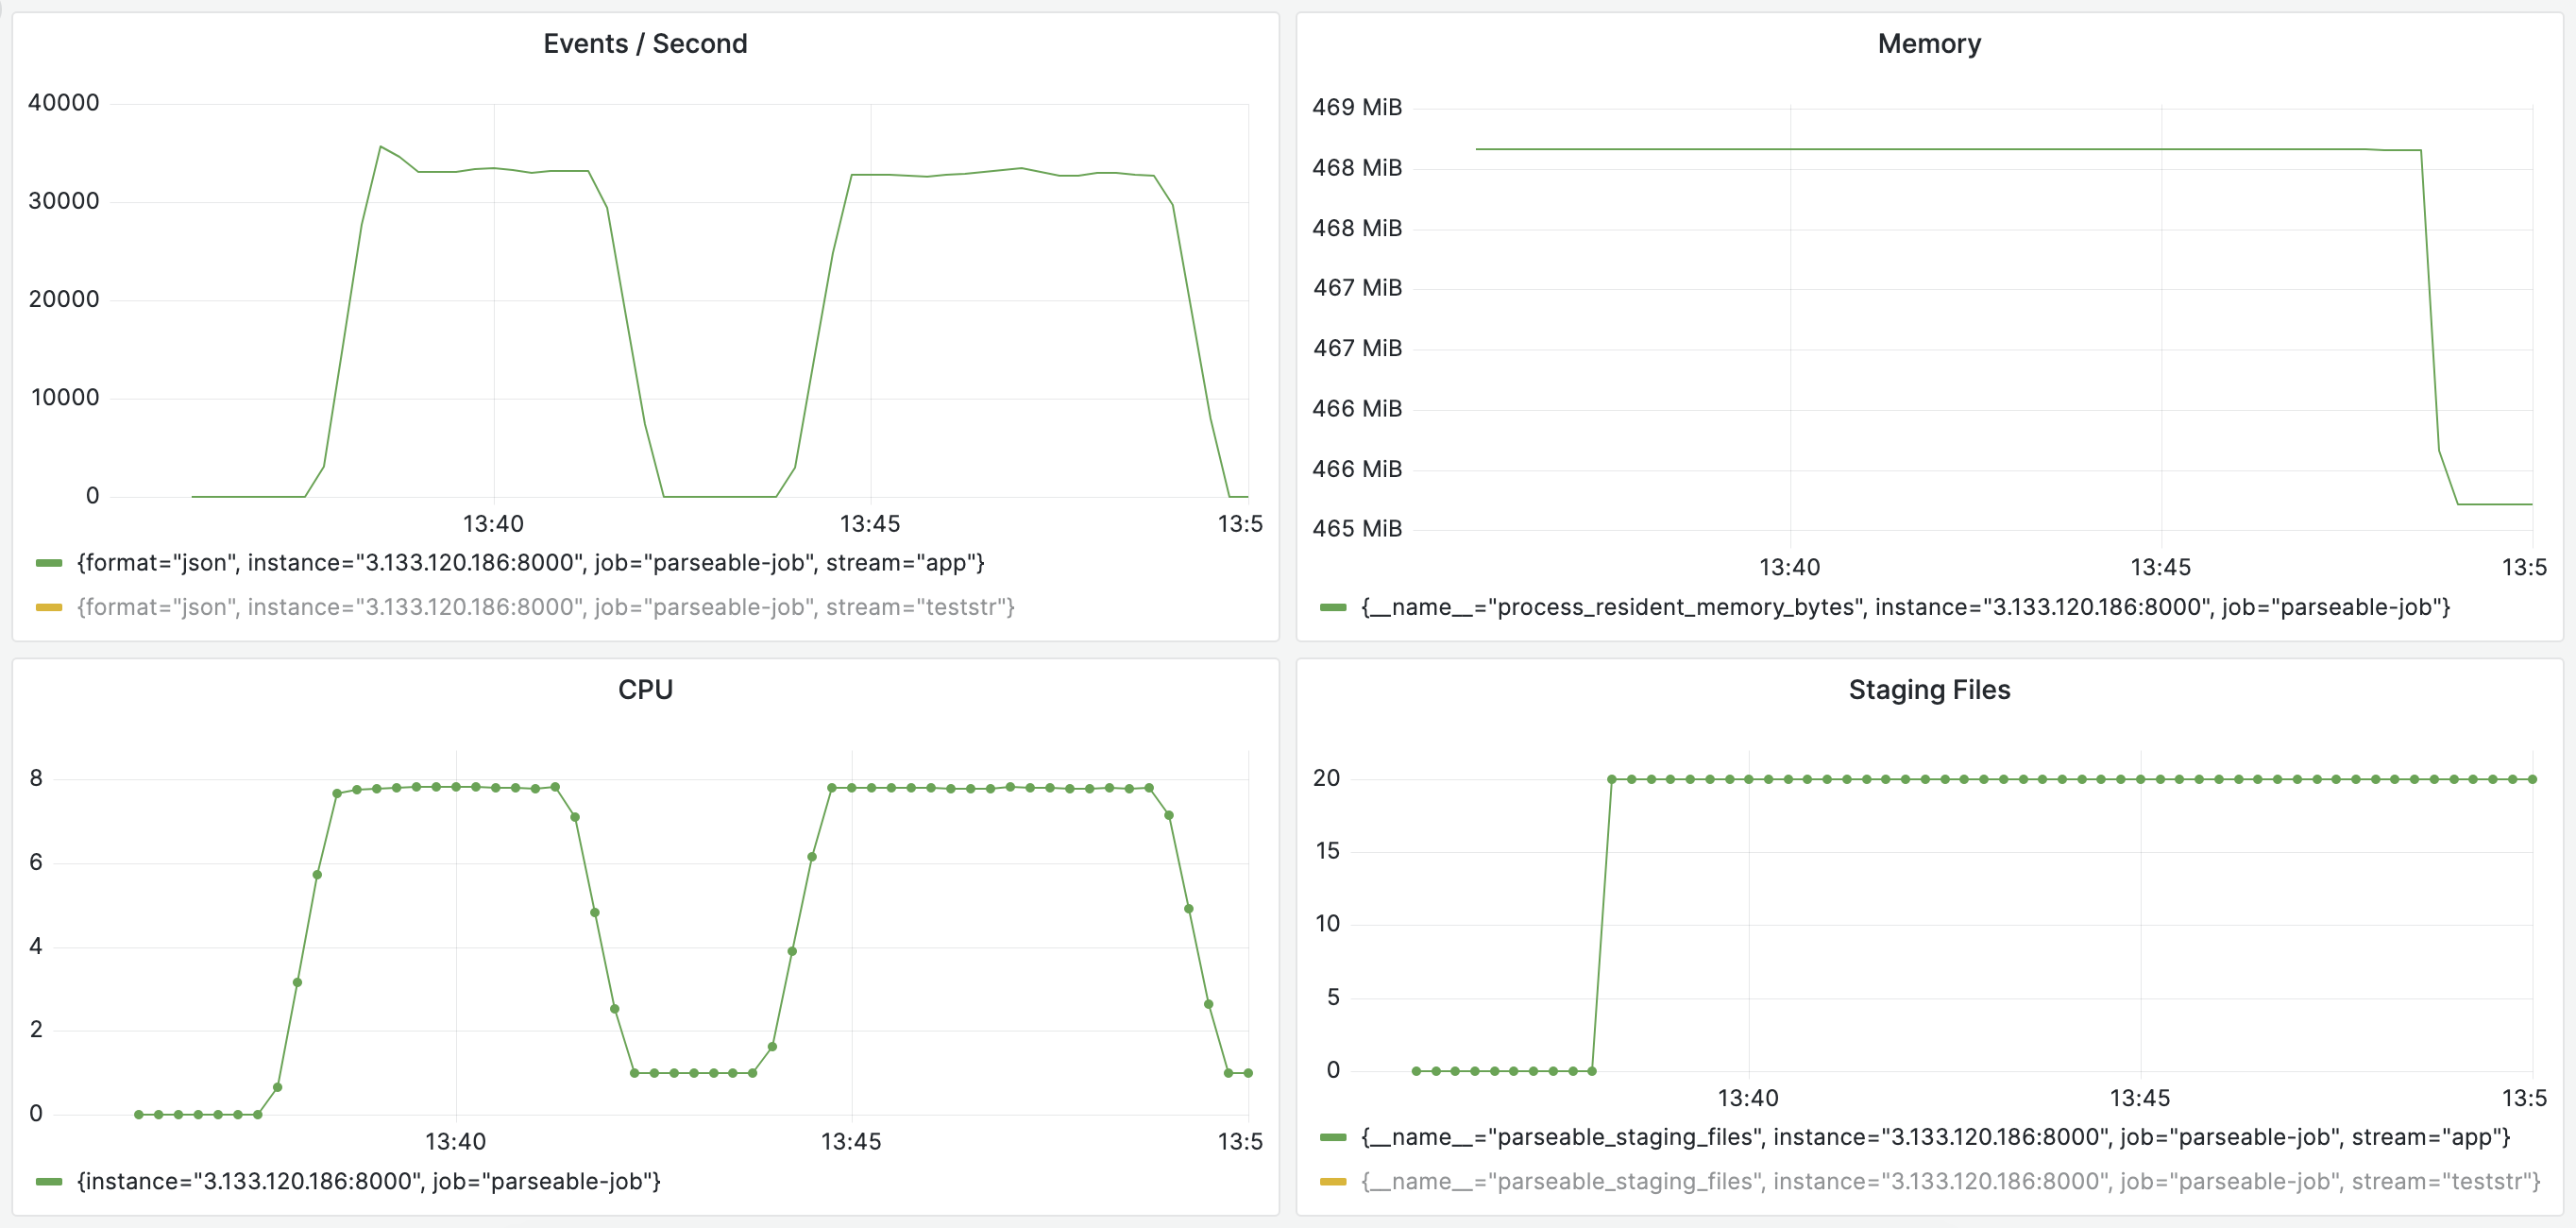 Events / Second
40000
30000
20000
10000
0
13:40 13:45 13:5
{format="json", instance="3.133.120.186:8000", job="parseable-job", stream="app"}
{format="json", instance="3.133.120.186:8000", job="parseable-job", stream="teststr"}
Memory
469 MiB
468 MiB
468 MiB
467 MiB
467 MiB
466 MiB
466 MiB
465 MiB
13:40 13:45 13:5
{__name__="process_resident_memory_bytes", instance="3.133.120.186:8000", job="parseable-job"}
CPU
8
6
4
2
0
13:40 13:45 13:5
{instance="3.133.120.186:8000", job="parseable-job"}
Staging Files
20
15
10
5
0
13:40 13:45 13:5
{__name__="parseable_staging_files", instance="3.133.120.186:8000", job="parseable-job", stream="app"}
{__name__="parseable_staging_files", instance="3.133.120.186:8000", job="parseable-job", stream="teststr"}